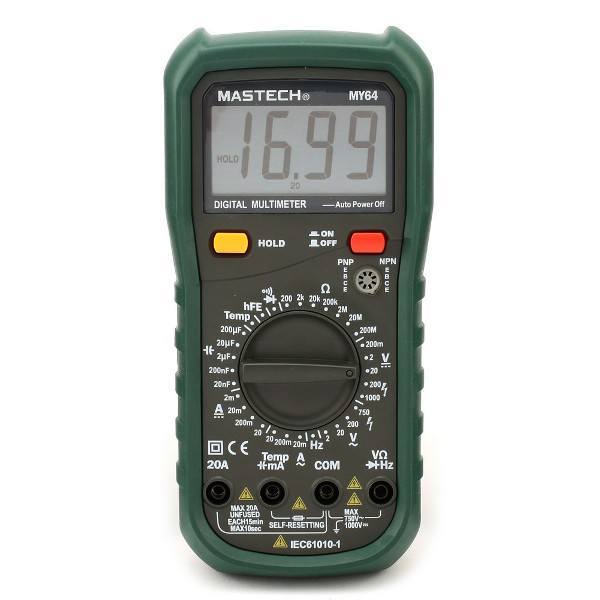 MASTECH® MY64
HOLD 16.99
20
DIGITAL MULTIMETER —Auto Power Off
HOLD ON
OFF
PNP NPN
E E
B B
C C
E E
Ω
200 2k 20k 200k 2M 20M 200M
hFE
Temp
200µF
20µF
2µF
200nF
20nF
2m
A
20m
200m
20
20 200m 20m
A
Hz
200m
2
20
200
1000
V
750
200
20
2
V
CE
20A Temp mA COM VΩ Hz
MAX 20A
UNFUSED
EACH15min
MAX10sec
SELF-RESETTING
MAX
750V~
1000V
IEC61010-1